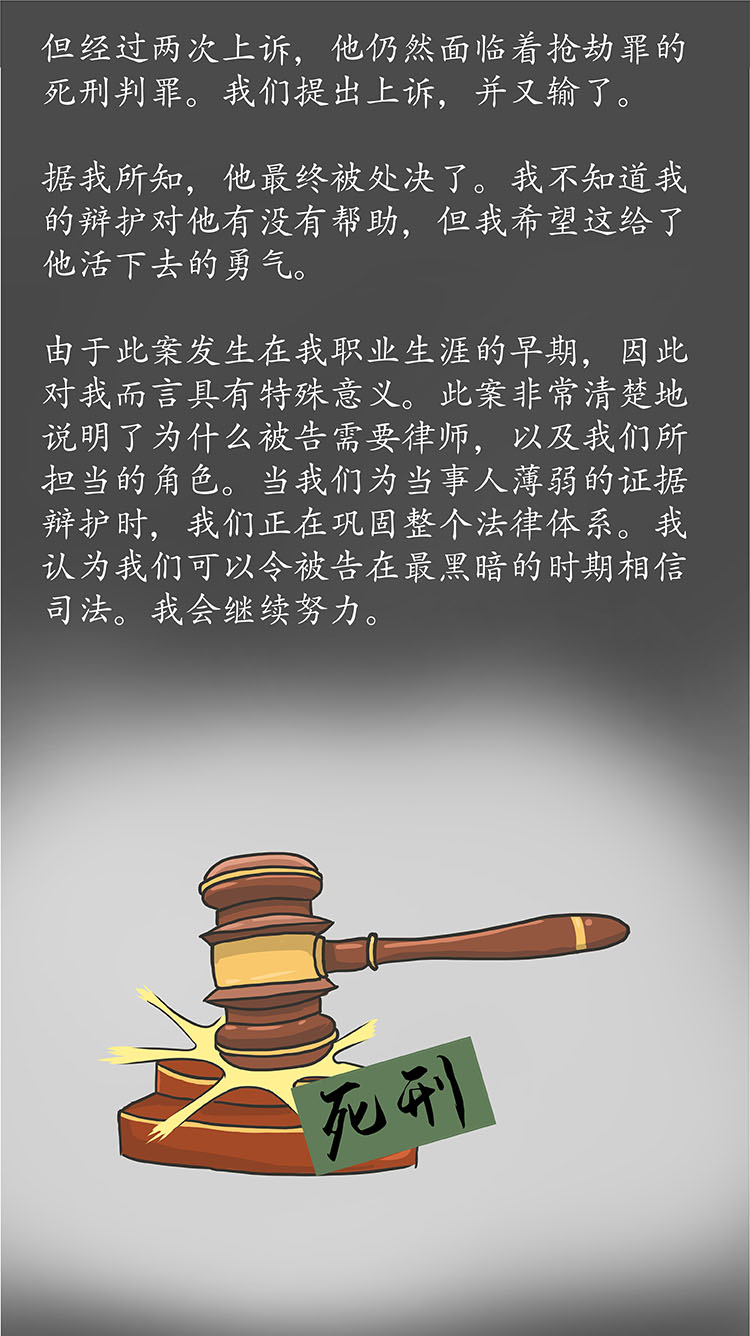 但经过两次上诉，他仍然面临着抢劫罪的
死刑判罪。我们提出上诉，并又输了。
据我所知，他最终被处决了。我不知道我
的辩护对他有没有帮助，但我希望这给了
他活下去的勇气。
由于此案发生在我职业生涯的早期，因此
对我而言具有特殊意义。此案非常清楚地
说明了为什么被告需要律师，以及我们所
担当的角色。当我们为当事人薄弱的证据
辩护时，我们正在巩固整个法律体系。我
认为我们可以令被告在最黑暗的时期相信
司法。我会继续努力。
死刑